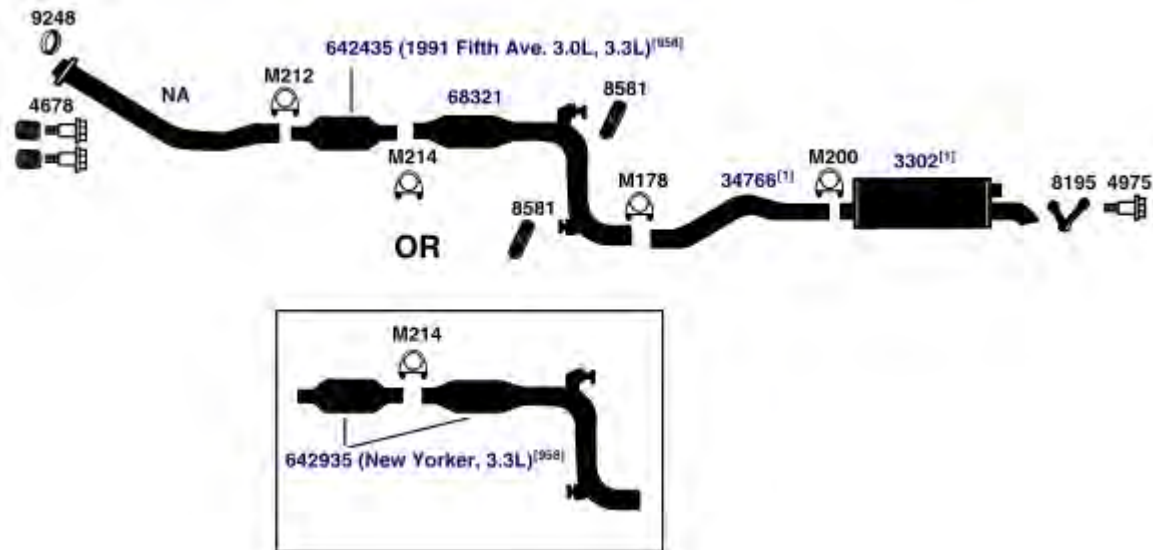 9248
642435 (1991 Fifth Ave. 3.0L, 3.3L)[958]
M212
NA
68321
8581
4678
M214
M200
3302[1]
M178
34766[1]
8195 4975
8581
OR
M214
642935 (New Yorker, 3.3L)[958]